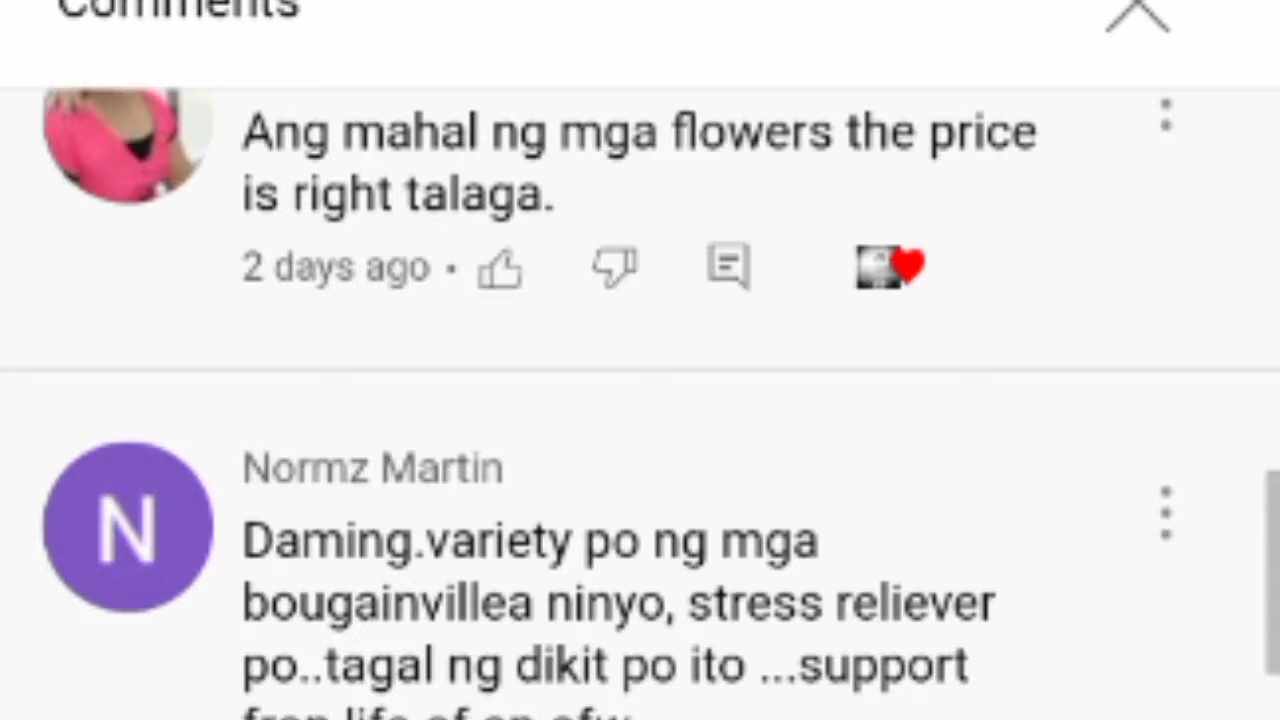 Comments
Ang mahal ng mga flowers the price
is right talaga.
2 days ago •
N
Normz Martin
Daming.variety po ng mga
bougainvillea ninyo, stress reliever
po..tagal ng dikit po ito ...support